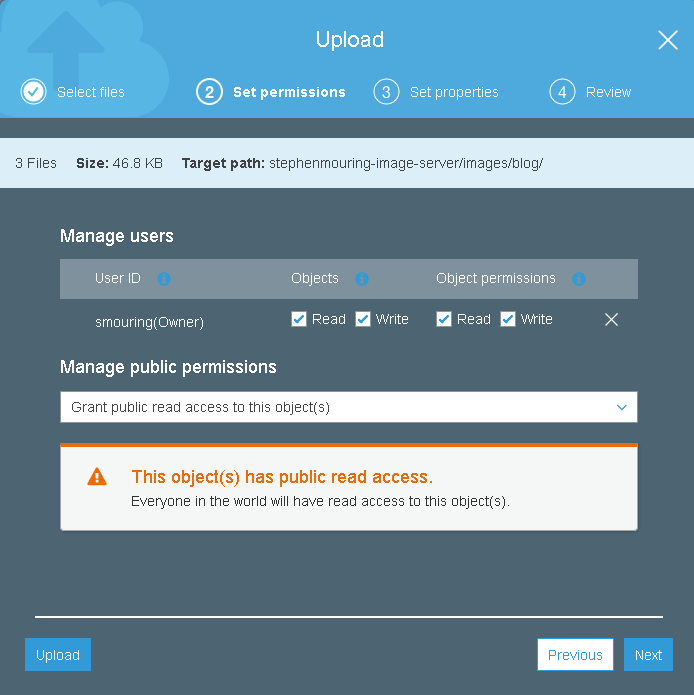 Upload
Select files 2 Set permissions 3 Set properties 4 Review
3 Files Size: 46.8 KB Target path: stephenmouring-image-server/images/blog/
Manage users
User ID Objects Object permissions
smouring(Owner) Read Write Read Write
Manage public permissions
Grant public read access to this object(s)
This object(s) has public read access.
Everyone in the world will have read access to this object(s).
Upload Previous Next